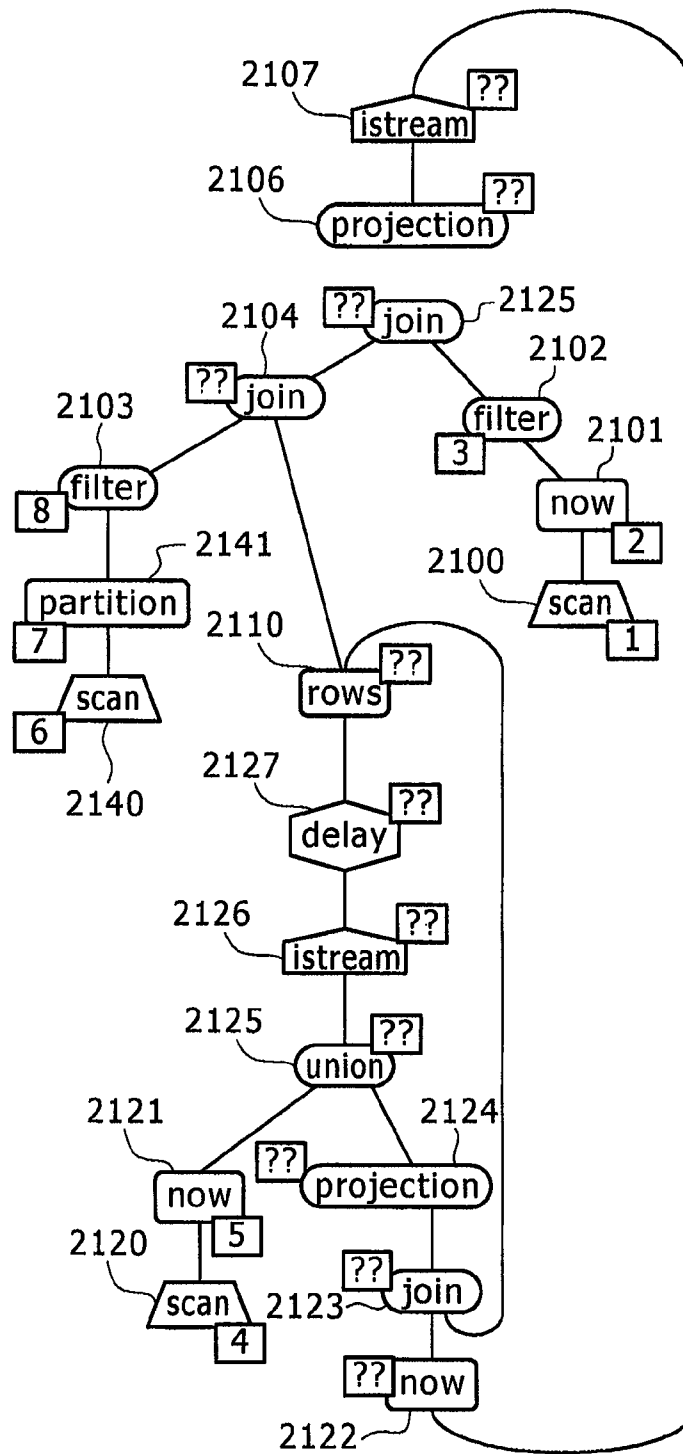 2107
??
istream
2106
??
projection
??
join
2125
2104
??
join
2102
filter
3
2103
filter
8
2101
now
2
2141
partition
7
2100
scan
1
2110
??
rows
scan
6
2140
2127
??
delay
2126
??
istream
2125
??
union
2121
now
5
2124
??
projection
2120
scan
4
??
join
2123
??
now
2122